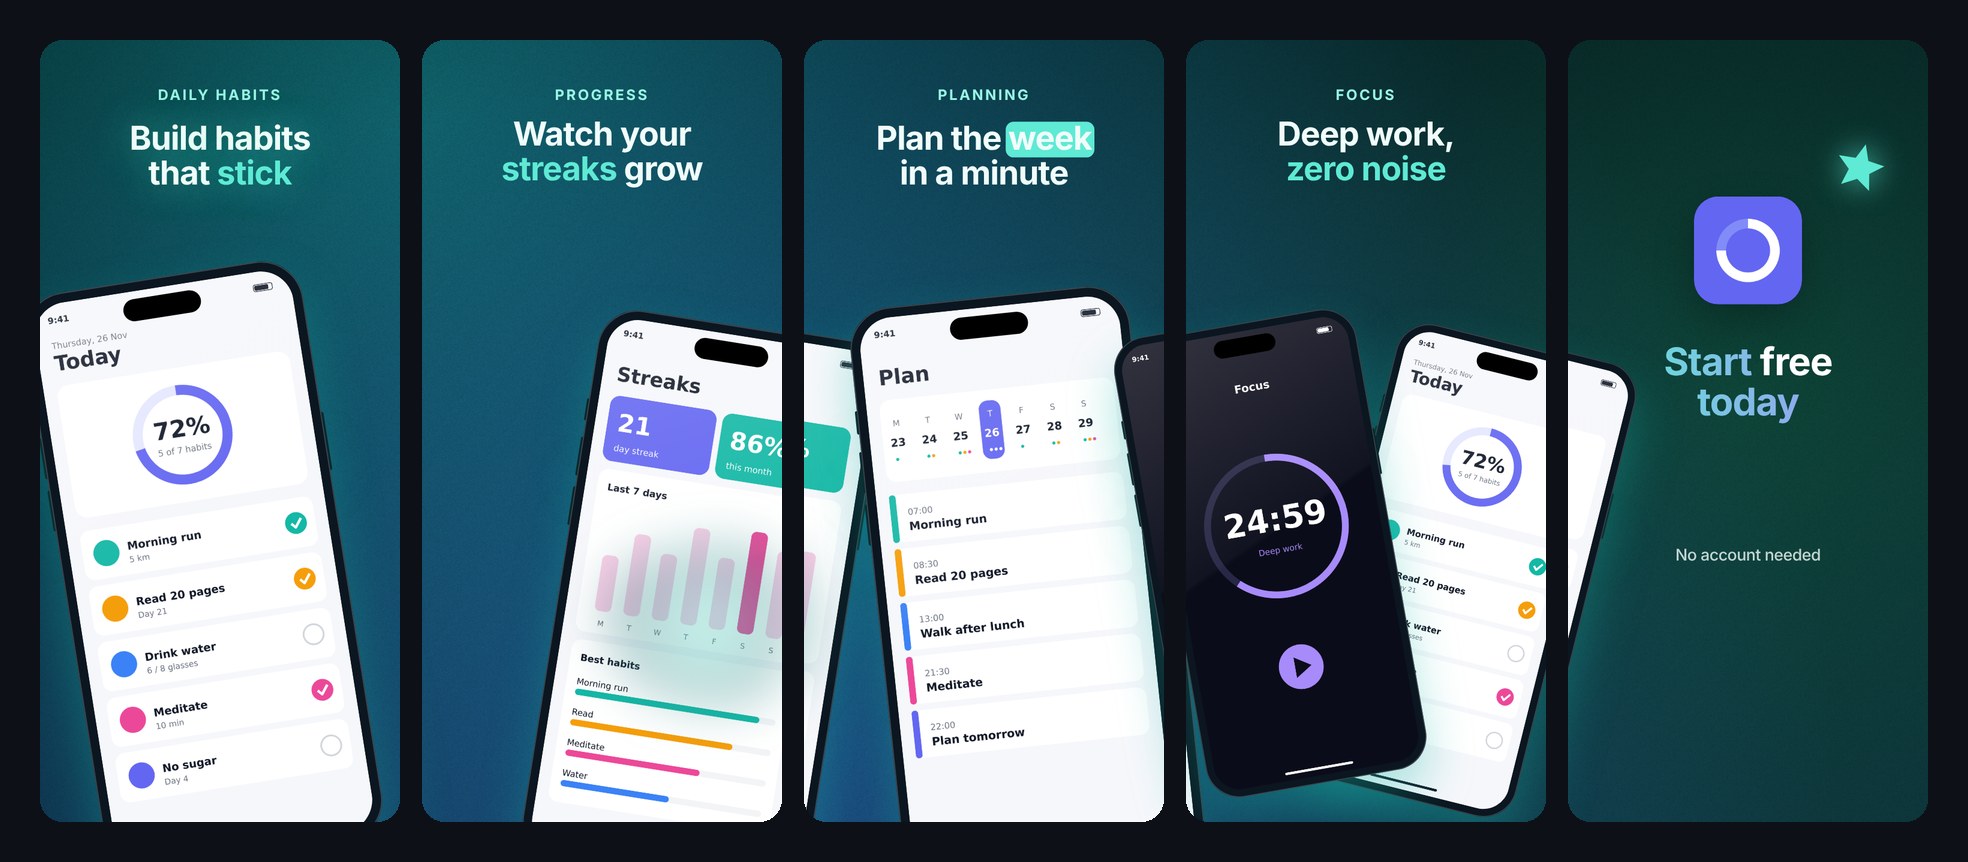 DAILY HABITS
Build habits
that stick
9:41
Thursday, 26 Nov
Today
72%
5 of 7 habits
Morning run
5 km
Read 20 pages
Day 21
Drink water
6 / 8 glasses
Meditate
10 min
No sugar
Day 4
PROGRESS
Watch your
streaks grow
9:41
Streaks
21
day streak
86%
this month
Last 7 days
M T W T F S S
Best habits
Morning run
Read
Meditate
Water
PLANNING
Plan the week
in a minute
9:41
Plan
M T W T F S S
23 24 25 26 27 28 29
07:00
Morning run
08:30
Read 20 pages
13:00
Walk after lunch
21:30
Meditate
22:00
Plan tomorrow
FOCUS
Deep work,
zero noise
9:41
Focus
24:59
Deep work
9:41
Thursday, 26 Nov
Today
72%
5 of 7 habits
Morning run
5 km
Read 20 pages
Start free
today
No account needed